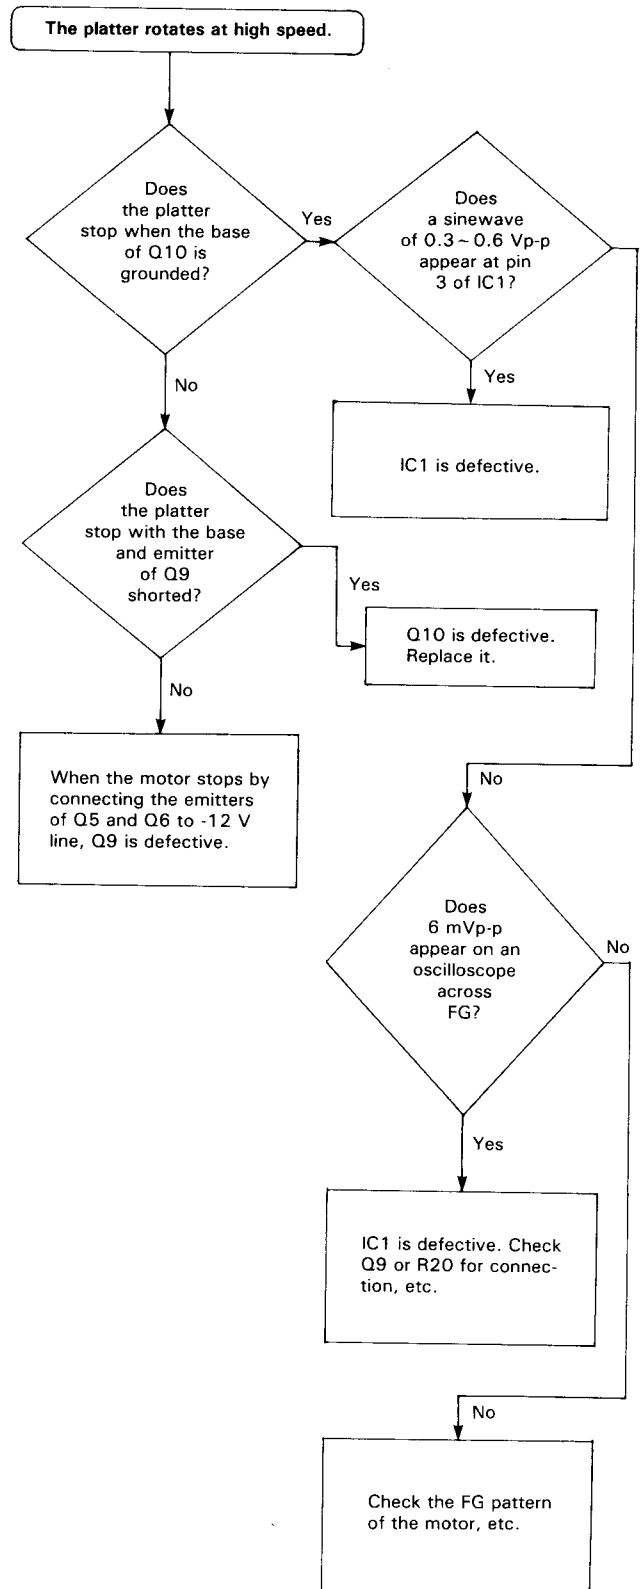 The platter rotates at high speed.
Does
the platter
stop when the base
of Q10 is
grounded?
Yes
Does
a sinewave
of 0.3~0.6 Vp-p
appear at pin
3 of IC1?
Yes
IC1 is defective.
No
Does
the platter
stop with the base
and emitter
of Q9
shorted?
Yes
Q10 is defective.
Replace it.
No
When the motor stops by
connecting the emitters
of Q5 and Q6 to -12 V
line, Q9 is defective.
No
Does
6 mVp-p
appear on an
oscilloscope
across
FG?
No
Yes
IC1 is defective. Check
Q9 or R20 for connec-
tion, etc.
No
Check the FG pattern
of the motor, etc.